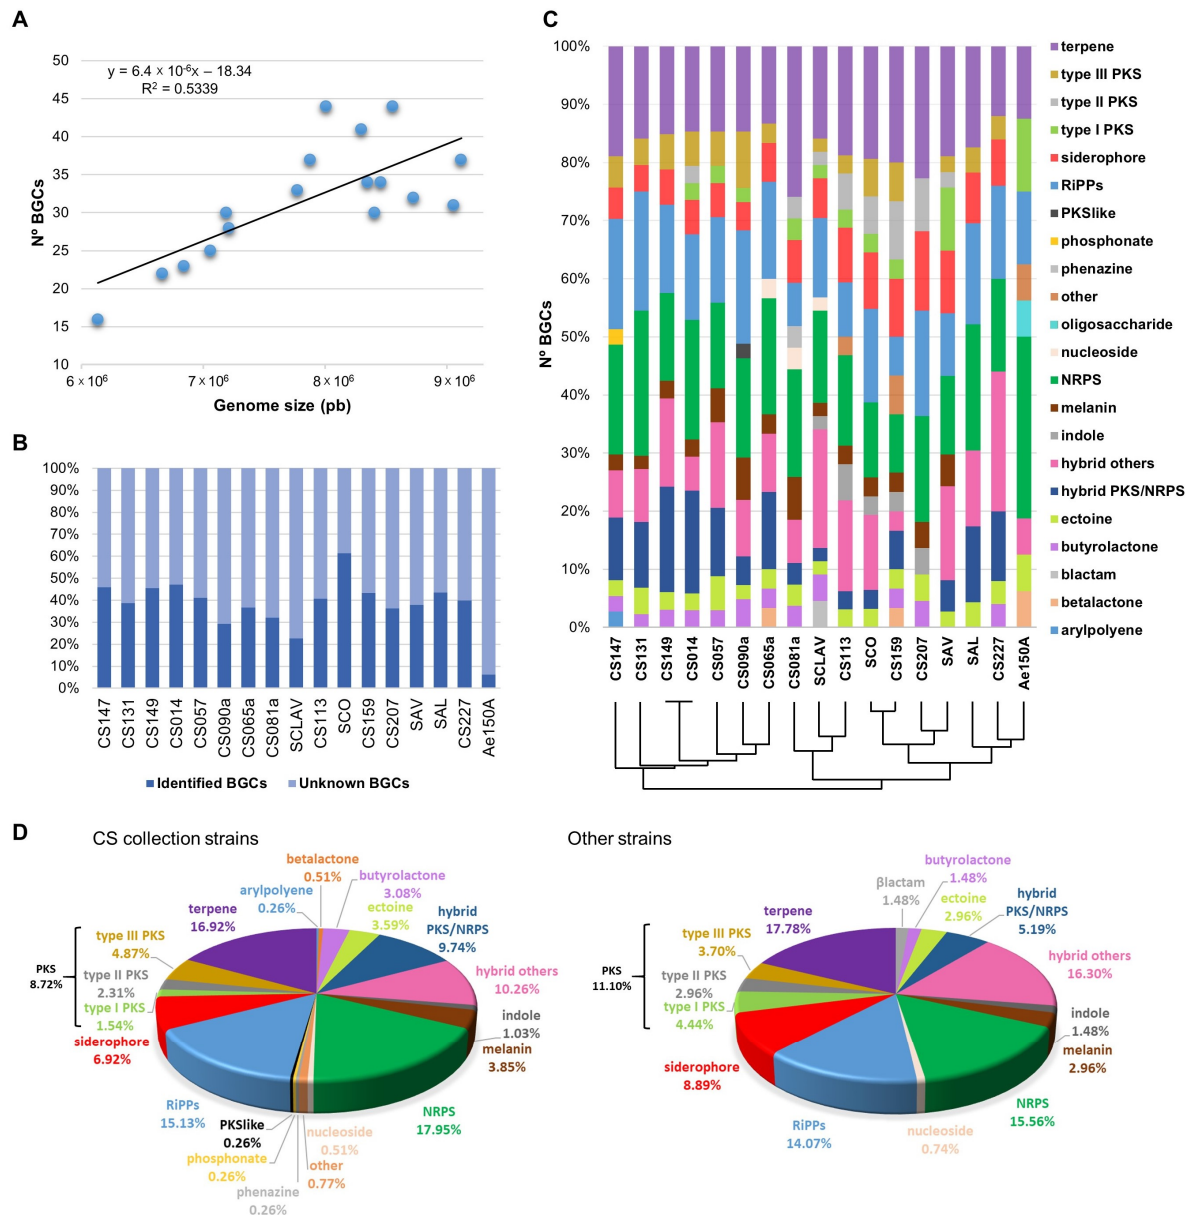 A
50
45
40
35
30
25
20
15
10
Nº BGCs
y = 6.4 × 10⁻⁶x – 18.34
R² = 0.5339
6 × 10⁶
7 × 10⁶
8 × 10⁶
9 × 10⁶
Genome size (pb)
B
100%
90%
80%
70%
60%
50%
40%
30%
20%
10%
0%
CS147
CS131
CS149
CS014
CS057
CS090a
CS065a
CS081a
SCLAV
CS113
SCO
CS159
CS207
SAV
SAL
CS227
Ae150A
Identified BGCs
Unknown BGCs
C
100%
90%
80%
70%
60%
50%
40%
30%
20%
10%
0%
Nº BGCs
CS147
CS131
CS149
CS014
CS057
CS090a
CS065a
CS081a
SCLAV
CS113
SCO
CS159
CS207
SAV
SAL
CS227
Ae150A
terpene
type III PKS
type II PKS
type I PKS
siderophore
RiPPs
PKSlike
phosphonate
phenazine
other
oligosaccharide
nucleoside
NRPS
melanin
indole
hybrid others
hybrid PKS/NRPS
ectoine
butyrolactone
blactam
betalactone
arylpolyene
D
CS collection strains
betalactone
0.51%
butyrolactone
3.08%
arylpolyene
0.26%
ectoine
3.59%
hybrid
PKS/NRPS
9.74%
terpene
16.92%
type III PKS
4.87%
PKS
8.72%
type II PKS
2.31%
type I PKS
1.54%
hybrid others
10.26%
indole
1.03%
melanin
3.85%
siderophore
6.92%
RiPPs
15.13%
PKSlike
0.26%
phosphonate
0.26%
phenazine
0.26%
nucleoside
0.51%
other
0.77%
NRPS
17.95%
Other strains
butyrolactone
1.48%
βlactam
1.48%
ectoine
2.96%
hybrid
PKS/NRPS
5.19%
terpene
17.78%
type III PKS
3.70%
PKS
11.10%
type II PKS
2.96%
type I PKS
4.44%
hybrid others
16.30%
indole
1.48%
melanin
2.96%
siderophore
8.89%
RiPPs
14.07%
nucleoside
0.74%
NRPS
15.56%